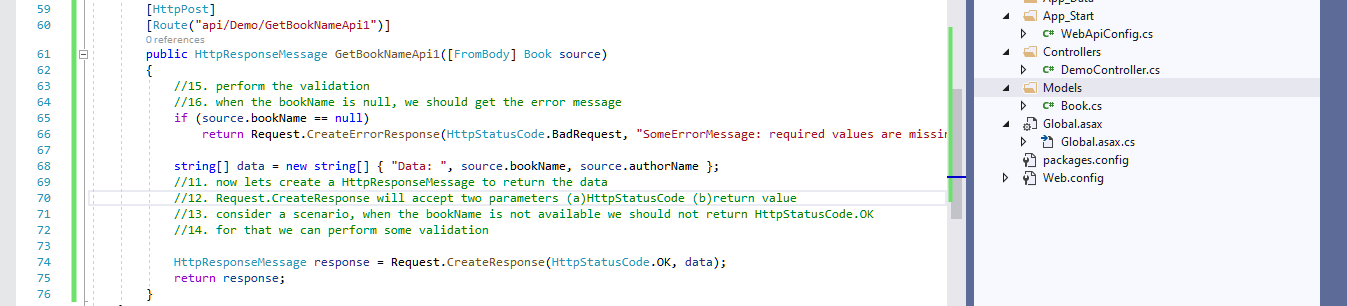 59 [HttpPost]
60 [Route("api/Demo/GetBookNameApi1")]
0 references
61 public HttpResponseMessage GetBookNameApi1([FromBody] Book source)
62 {
63 //15. perform the validation
64 //16. when the bookName is null, we should get the error message
65 if (source.bookName == null)
66 return Request.CreateErrorResponse(HttpStatusCode.BadRequest, "SomeErrorMessage: required values are missin
67
68 string[] data = new string[] { "Data: ", source.bookName, source.authorName };
69 //11. now lets create a HttpResponseMessage to return the data
70 //12. Request.CreateResponse will accept two parameters (a)HttpStatusCode (b)return value
71 //13. consider a scenario, when the bookName is not available we should not return HttpStatusCode.OK
72 //14. for that we can perform some validation
73
74 HttpResponseMessage response = Request.CreateResponse(HttpStatusCode.OK, data);
75 return response;
76 }
App_Data
App_Start
C# WebApiConfig.cs
Controllers
C# DemoController.cs
Models
C# Book.cs
Global.asax
Global.asax.cs
packages.config
Web.config